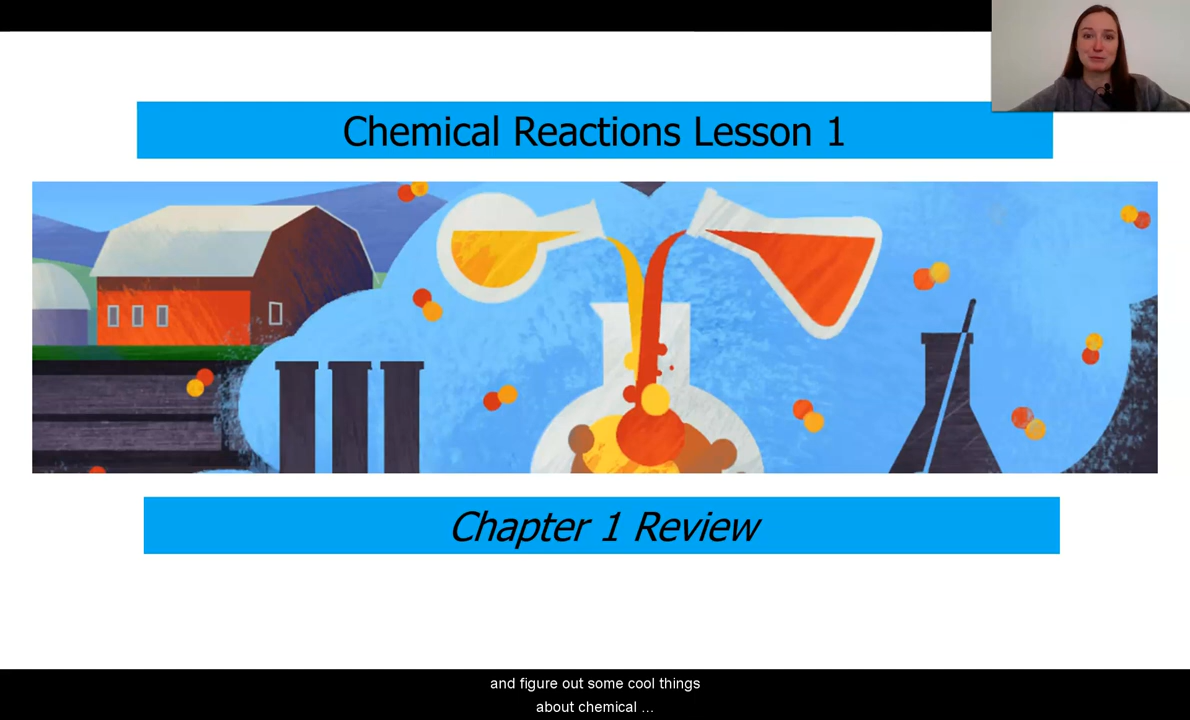 Chemical Reactions Lesson 1
Chapter 1 Review
and figure out some cool things
about chemical ...